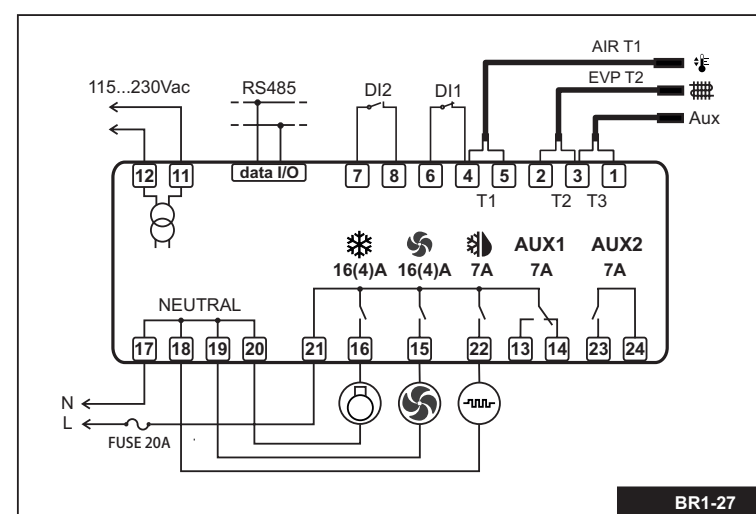 AIR T1
115...230Vac RS485 DI2 DI1 EVP T2
Aux
12 11 data I/O 7 8 6 4 5 2 3 1
T1 T2 T3
AUX1 AUX2
16(4)A 16(4)A 7A 7A 7A
NEUTRAL
17 18 19 20 21 16 15 22 13 14 23 24
N
L
FUSE 20A
BR1-27